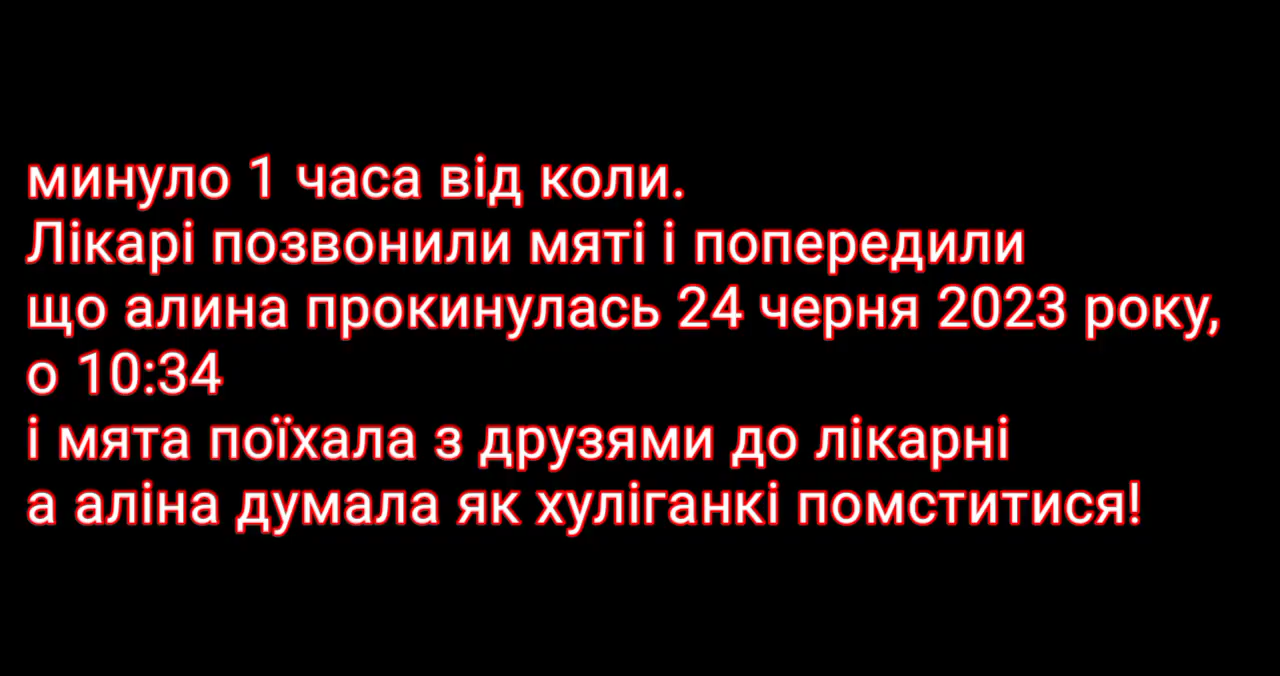 минуло 1 часа від коли.
Лікарі позвонили мяті і попередили
що алина прокинулась 24 черня 2023 року,
о 10:34
і мята поїхала з друзями до лікарні
а аліна думала як хуліганкі помститися!